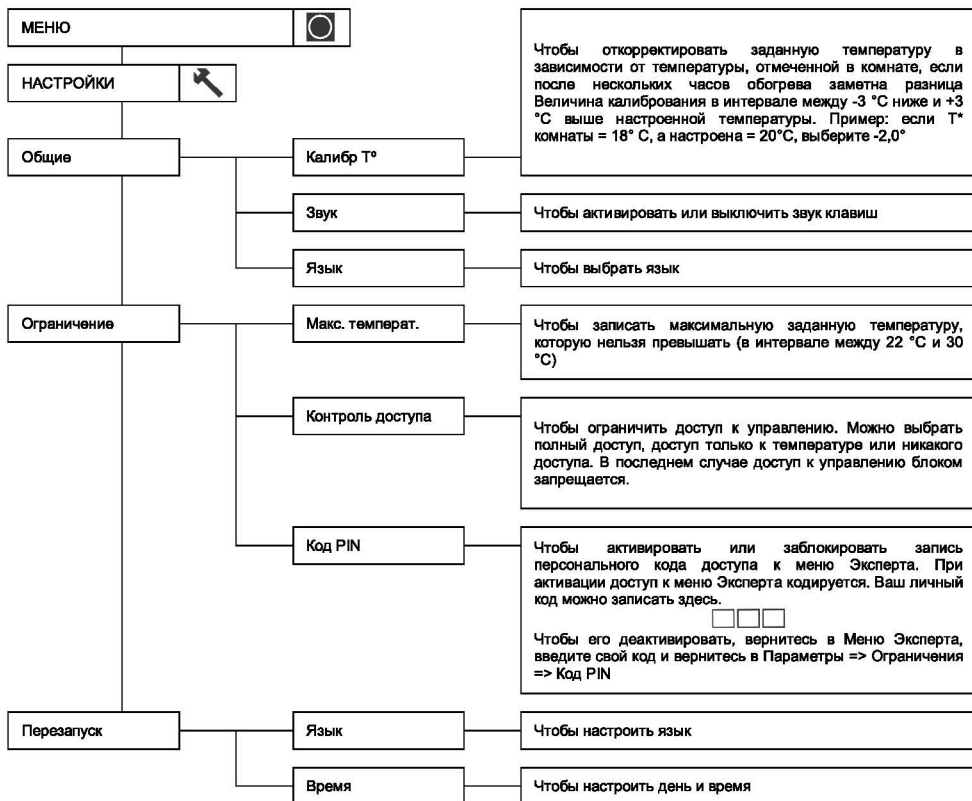 МЕНЮ
НАСТРОЙКИ
Чтобы откорректировать заданную температуру в
зависимости от температуры, отмеченной в комнате, если
после нескольких часов обогрева заметна разница
Величина калибрования в интервале между -3 °C ниже и +3
°C выше настроенной температуры. Пример: если T*
комнаты = 18° C, а настроена = 20°C, выберите -2,0°
Общие
Калибр Tº
Звук
Чтобы активировать или выключить звук клавиш
Язык
Чтобы выбрать язык
Ограничение
Макс. температ.
Чтобы записать максимальную заданную температуру,
которую нельзя превышать (в интервале между 22 °C и 30
°C)
Контроль доступа
Чтобы ограничить доступ к управлению. Можно выбрать
полный доступ, доступ только к температуре или никакого
доступа. В последнем случае доступ к управлению блоком
запрещается.
Код PIN
Чтобы активировать или заблокировать запись
персонального кода доступа к меню Эксперта. При
активации доступ к меню Эксперта кодируется. Ваш личный
код можно записать здесь.
Чтобы его деактивировать, вернитесь в Меню Эксперта,
введите свой код и вернитесь в Параметры => Ограничения
=> Код PIN
Перезапуск
Язык
Чтобы настроить язык
Время
Чтобы настроить день и время